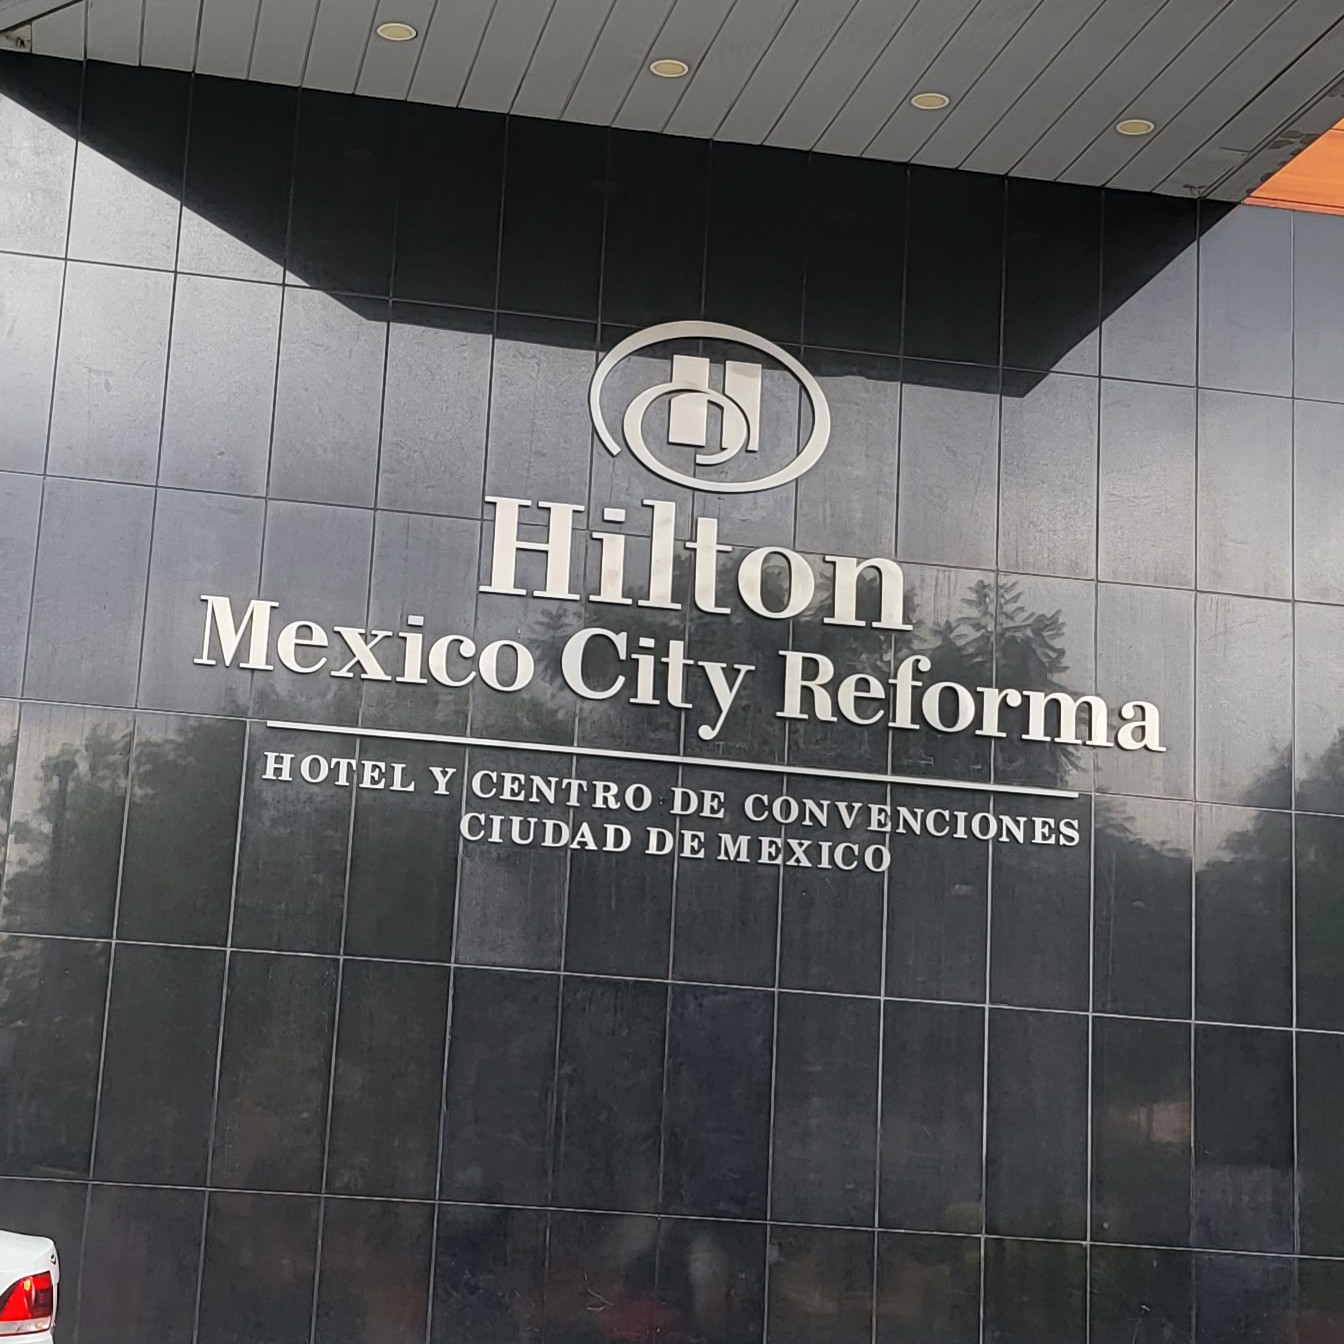 Hilton
Mexico City Reforma
HOTEL Y CENTRO DE CONVENCIONES
CIUDAD DE MEXICO